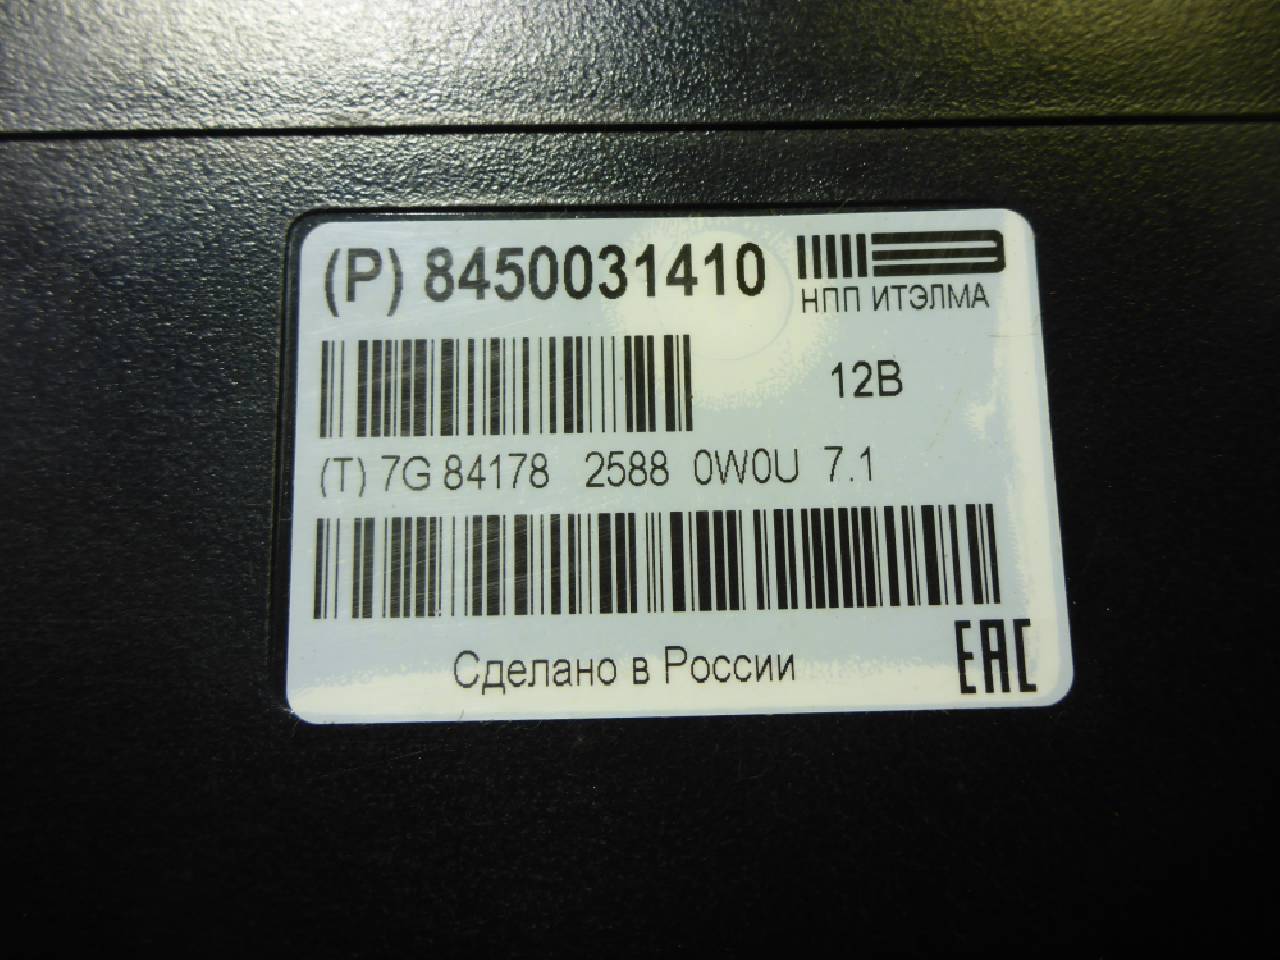 (P) 8450031410
НПП ИТЭЛМА
12В
(T) 7G 84178 2588 0W0U 7.1
Сделано в России
EAC